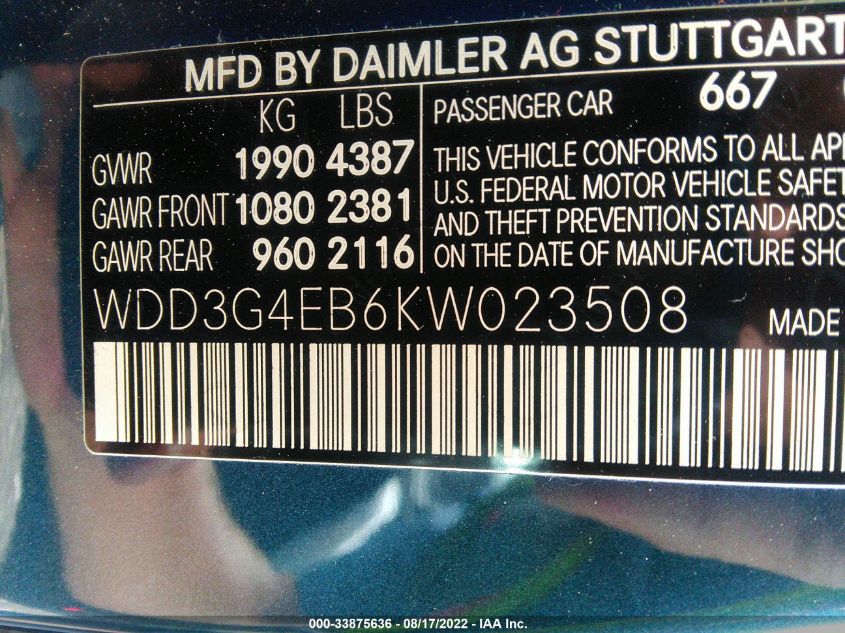 MFD BY DAIMLER AG STUTTGART
KG LBS
GVWR 1990 4387
GAWR FRONT 1080 2381
GAWR REAR 960 2116
PASSENGER CAR 667
THIS VEHICLE CONFORMS TO ALL
U.S. FEDERAL MOTOR VEHICLE
AND THEFT PREVENTION STANDARDS
ON THE DATE OF MANUFACTURE
WDD3G4EB6KW023508 MADE
000-33875636 - 08/17/2022 - IAA Inc.